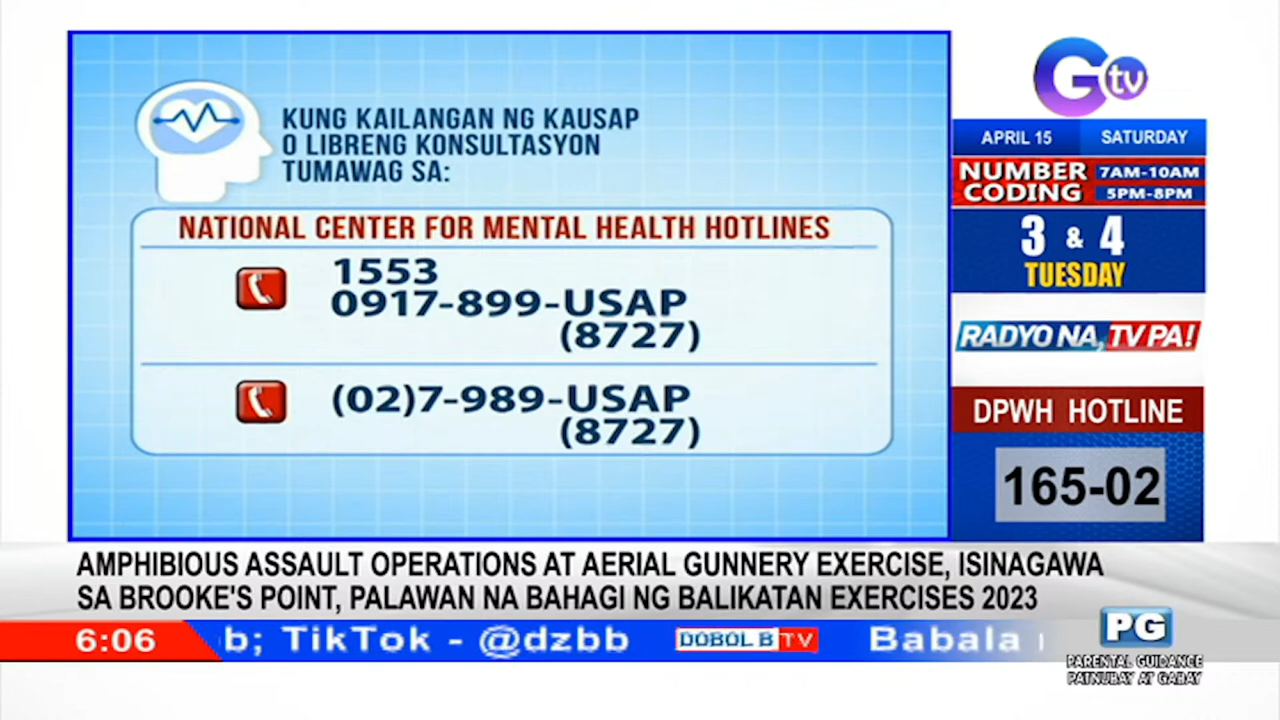 KUNG KAILANGAN NG KAUSAP
O LIBRENG KONSULTASYON
TUMAWAG SA:
NATIONAL CENTER FOR MENTAL HEALTH HOTLINES
1553
0917-899-USAP
(8727)
(02)7-989-USAP
(8727)
Gtv
APRIL 15 SATURDAY
NUMBER CODING
7AM-10AM
5PM-8PM
3 & 4
TUESDAY
RADYO NA, TV PA!
DPWH HOTLINE
165-02
AMPHIBIOUS ASSAULT OPERATIONS AT AERIAL GUNNERY EXERCISE, ISINAGAWA
SA BROOKE'S POINT, PALAWAN NA BAHAGI NG BALIKATAN EXERCISES 2023
6:06 b; TikTok - @dzbb DOBOL B TV Babala
PG
PARENTAL GUIDANCE
PATNUBAY AT GABAY